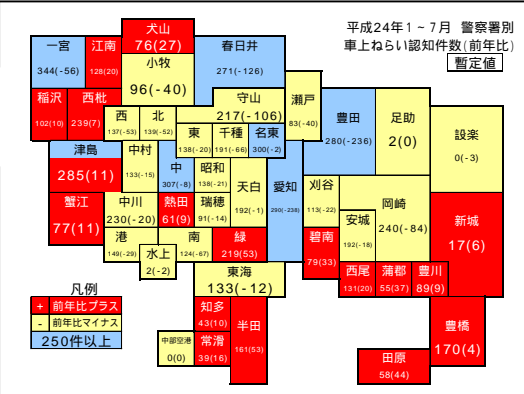 平成24年1～7月 警察署別
車上ねらい認知件数(前年比)
暫定値
犬山
76(27)
一宮
344(-56)
江南
128(20)
春日井
271(-126)
小牧
96(-40)
稲沢
102(10)
西枇
239(7)
守山
217(-106)
瀬戸
83(-40)
豊田
280(-236)
足助
2(0)
設楽
0(-3)
西
137(-53)
北
139(-52)
東
138(-20)
千種
191(-66)
名東
300(-2)
津島
285(11)
中村
133(-15)
中
307(-8)
昭和
138(-21)
天白
192(-1)
愛知
290(-238)
刈谷
113(-22)
岡崎
240(-84)
蟹江
77(11)
中川
230(-20)
熱田
61(9)
瑞穂
91(-14)
安城
192(-18)
新城
17(6)
港
149(-29)
水上
2(-2)
南
124(-67)
緑
219(53)
碧南
79(33)
西尾
131(20)
蒲郡
55(37)
豊川
89(9)
東海
133(-12)
凡例
+ 前年比プラス
- 前年比マイナス
250件以上
知多
43(10)
半田
161(53)
豊橋
170(4)
中部空港
0(0)
常滑
39(16)
田原
58(44)